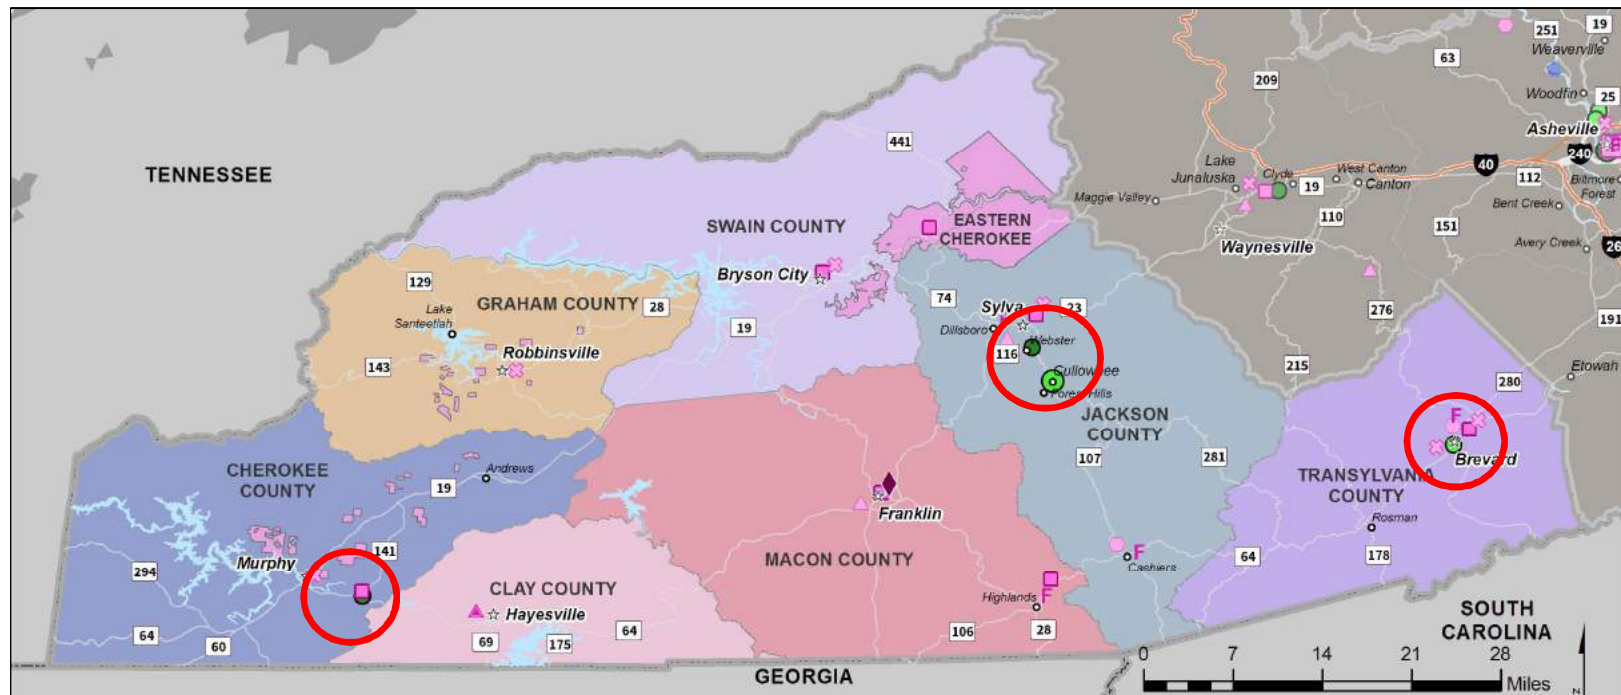 251
19
Weaverville
63
209
Woodfin
25
Asheville
441
TENNESSEE
Lake
Junaluska
Clyde
19
West Canton
Canton
40
240
112
Biltmore
Forest
Maggie Valley
110
Bent Creek
151
SWAIN COUNTY
EASTERN
CHEROKEE
Waynesville
Avery Creek
26
Bryson City
129
GRAHAM COUNTY
28
74
Sylva
23
276
Lake
Santeetlah
19
Dillsboro
191
Robbinsville
116
Webster
143
215
Etowah
Cullowhee
280
Forest Hills
JACKSON
COUNTY
F
Brevard
CHEROKEE
COUNTY
Andrews
19
107
281
TRANSYLVANIA
COUNTY
Franklin
Rosman
141
MACON COUNTY
F
Cashiers
64
178
Murphy
294
CLAY COUNTY
Hayesville
Highlands
F
SOUTH
CAROLINA
64
60
69
175
64
106
28
GEORGIA
0
7
14
21
28
Miles